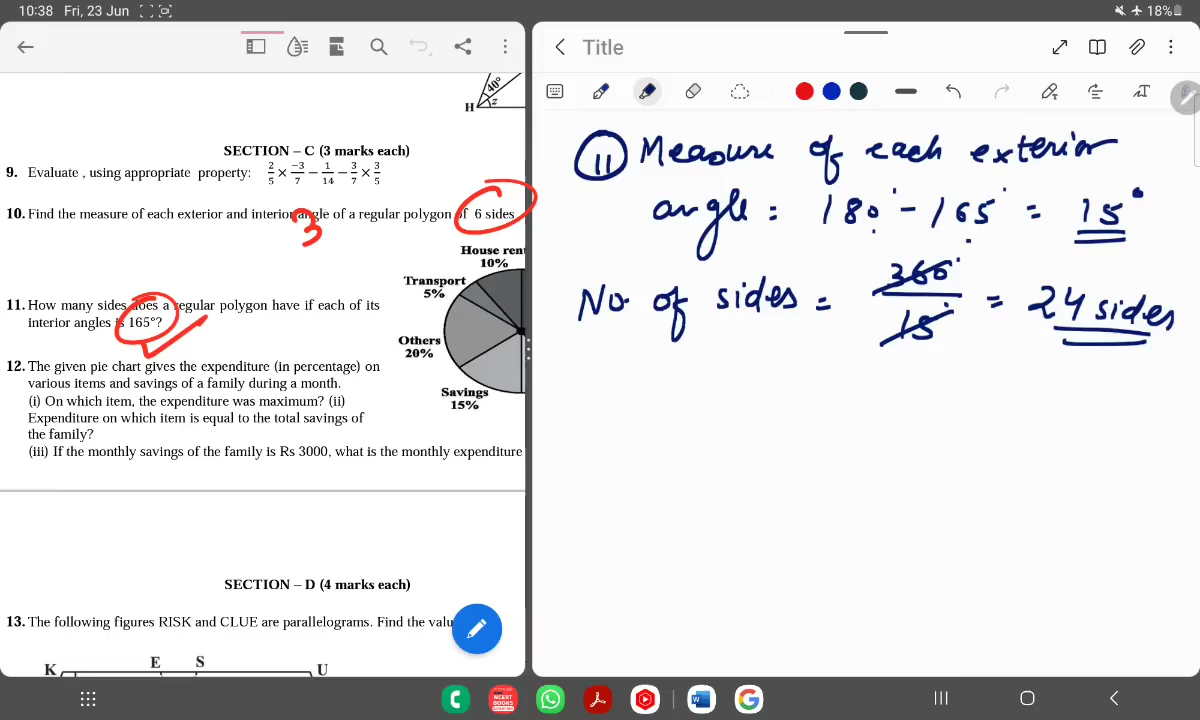 10:38 Fri, 23 Jun
18%
Title
40°
z
H
SECTION – C (3 marks each)
9. Evaluate , using appropriate property: 2/5 × -3/7 − 1/14 − 3/7 × 3/5
10. Find the measure of each exterior and interior angle of a regular polygon of 6 sides
3
House ren
10%
Transport
5%
Others
20%
Savings
15%
11. How many sides does a regular polygon have if each of its
interior angles is 165°?
12. The given pie chart gives the expenditure (in percentage) on
various items and savings of a family during a month.
(i) On which item, the expenditure was maximum? (ii)
Expenditure on which item is equal to the total savings of
the family?
(iii) If the monthly savings of the family is Rs 3000, what is the monthly expenditure
SECTION – D (4 marks each)
13. The following figures RISK and CLUE are parallelograms. Find the valu
K E S U
11 Measure of each exterior
angle = 180° - 165° = 15°
No. of sides = 360°/15° = 24 sides
NCERT
BOOKS
W
G